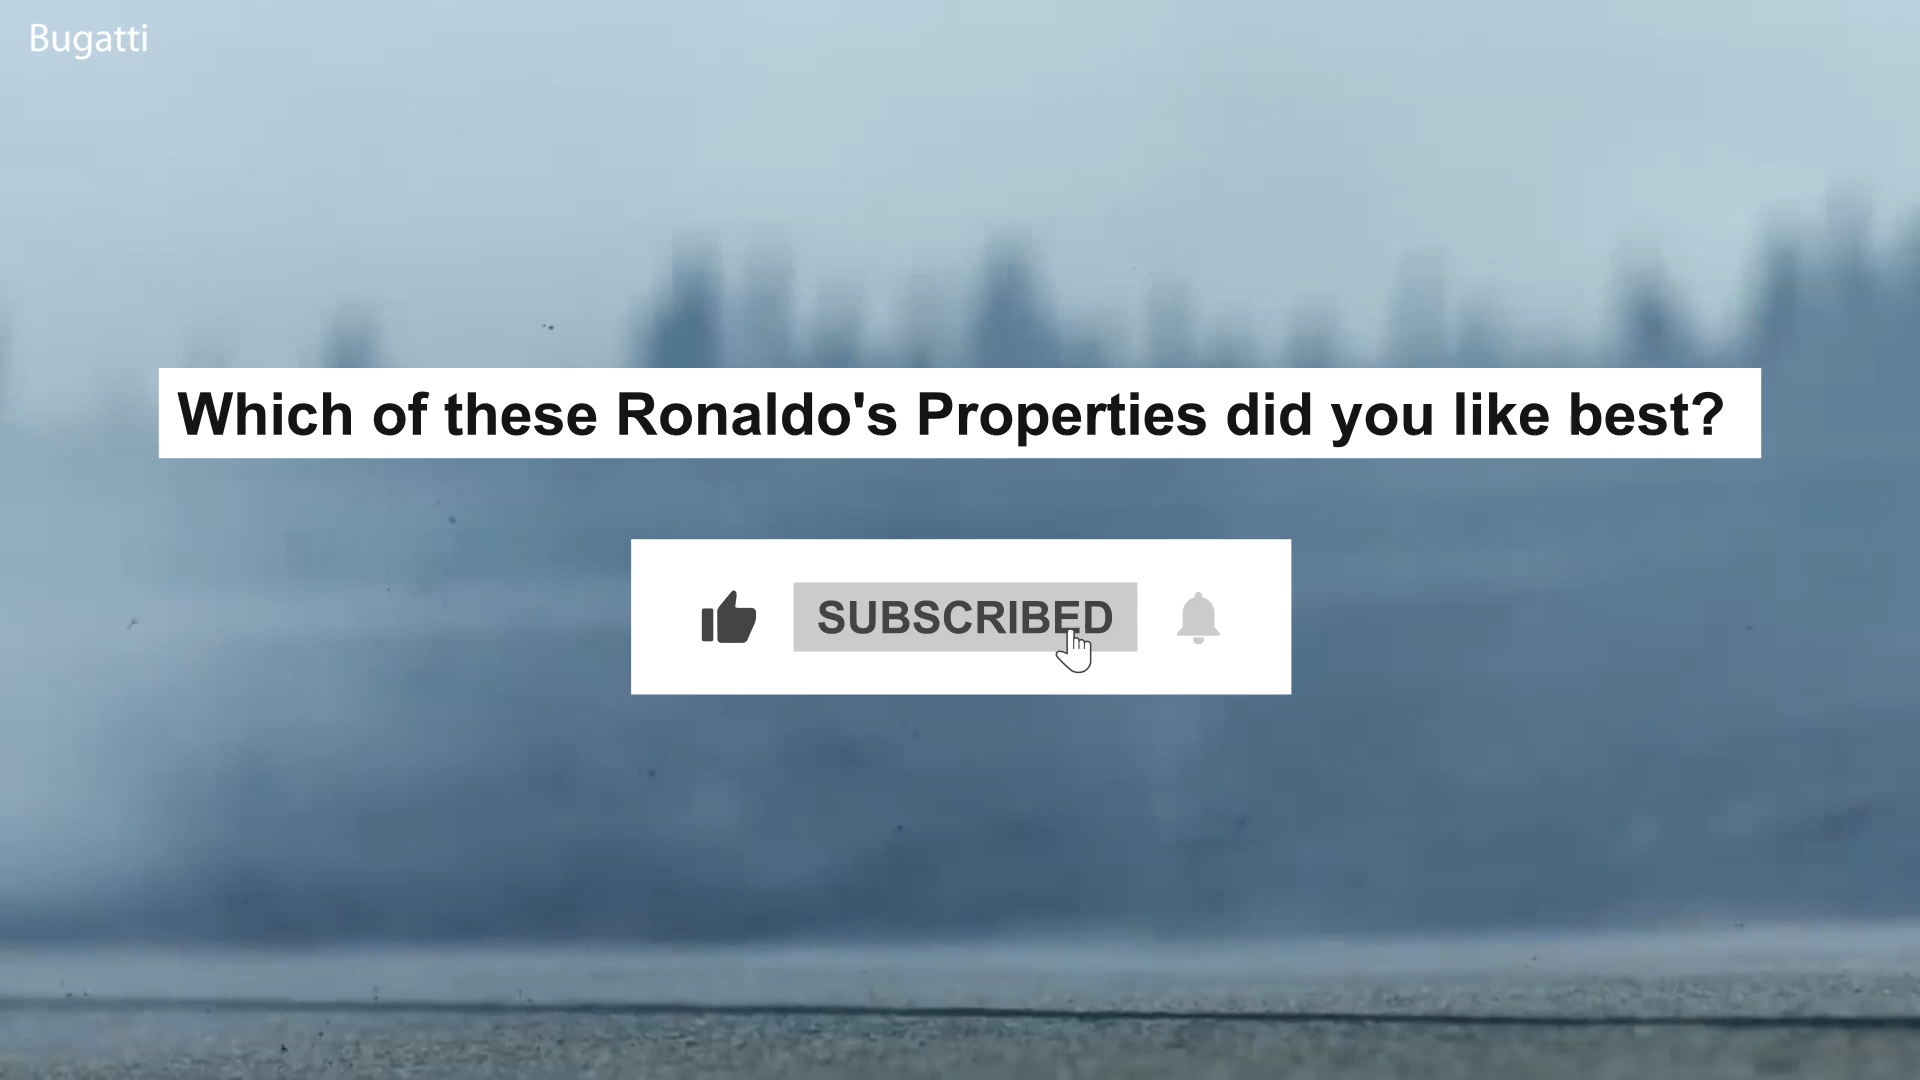 Bugatti
Which of these Ronaldo's Properties did you like best?
SUBSCRIBED